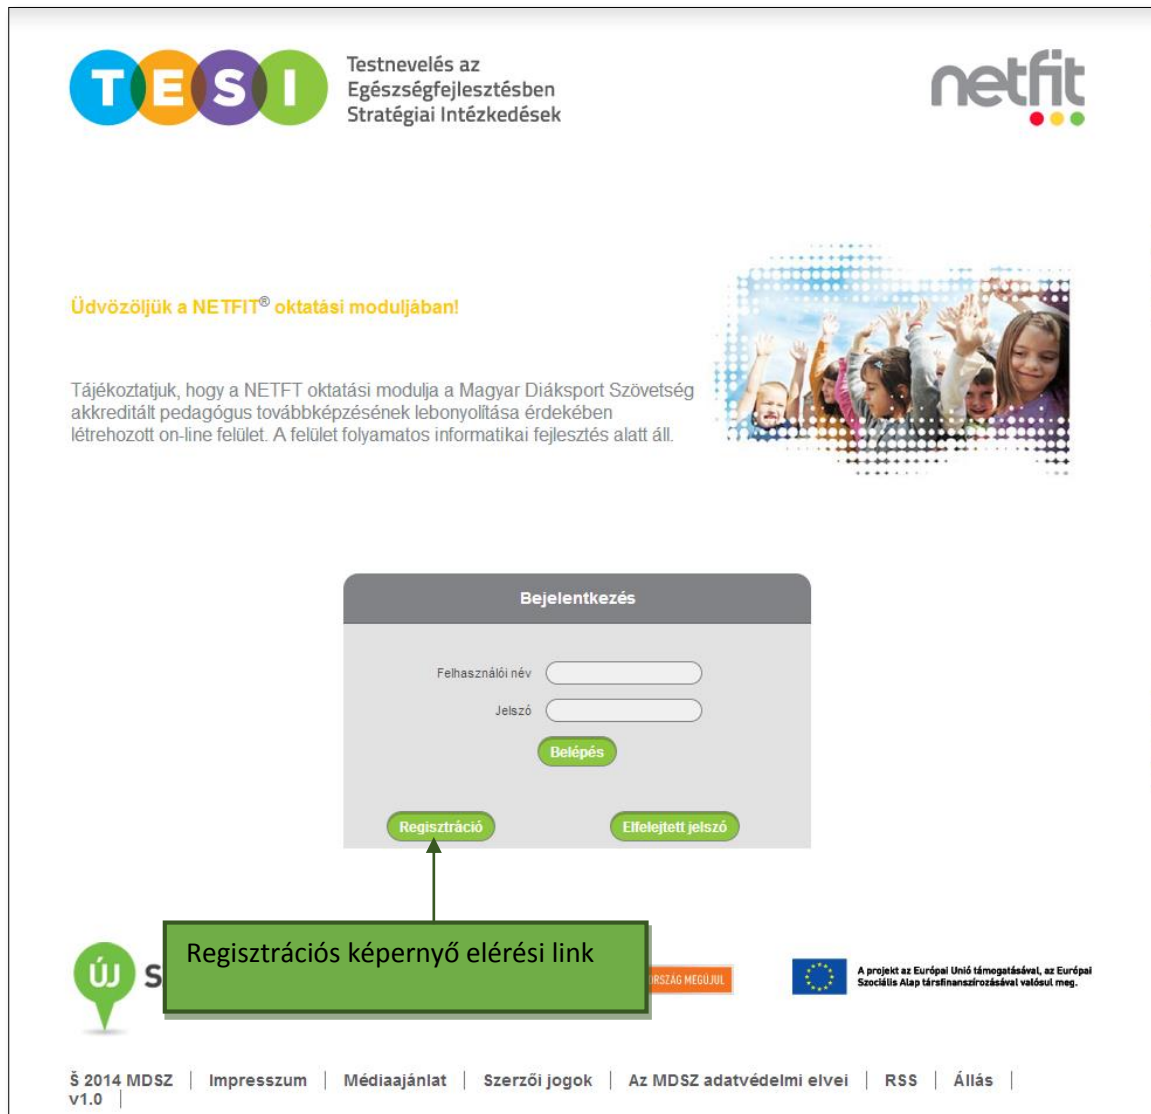 TESI
Testnevelés az
Egészségfejlesztésben
Stratégiai Intézkedések
netfit
Üdvözöljük a NETFIT® oktatási moduljában!
Tájékoztatjuk, hogy a NETFT oktatási modulja a Magyar Diáksport Szövetség
akkreditált pedagógus továbbképzésének lebonyolítása érdekében
létrehozott on-line felület. A felület folyamatos informatikai fejlesztés alatt áll.
Bejelentkezés
Felhasználói név
Jelszó
Belépés
Regisztráció
Elfelejtett jelszó
Regisztrációs képernyő elérési link
ÚJ
MEGÚJUL
A projekt az Európai Unió támogatásával, az Európai
Szociális Alap társfinanszírozásával valósul meg.
Š 2014 MDSZ | Impresszum | Médiaajánlat | Szerzői jogok | Az MDSZ adatvédelmi elvei | RSS | Állás |
v1.0 |